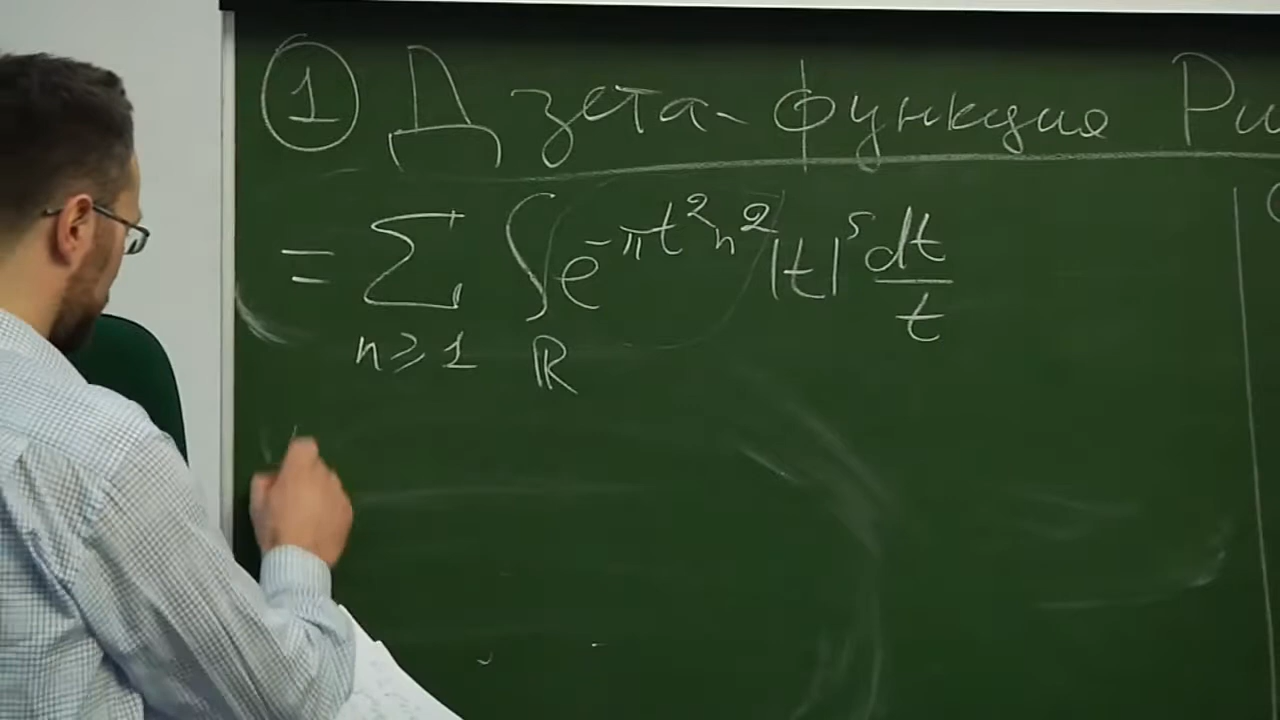 ① Дзета-функция Ри
= ∑ ∫ e^{-πt²n²} |t|^s dt/t
n≥1 ℝ